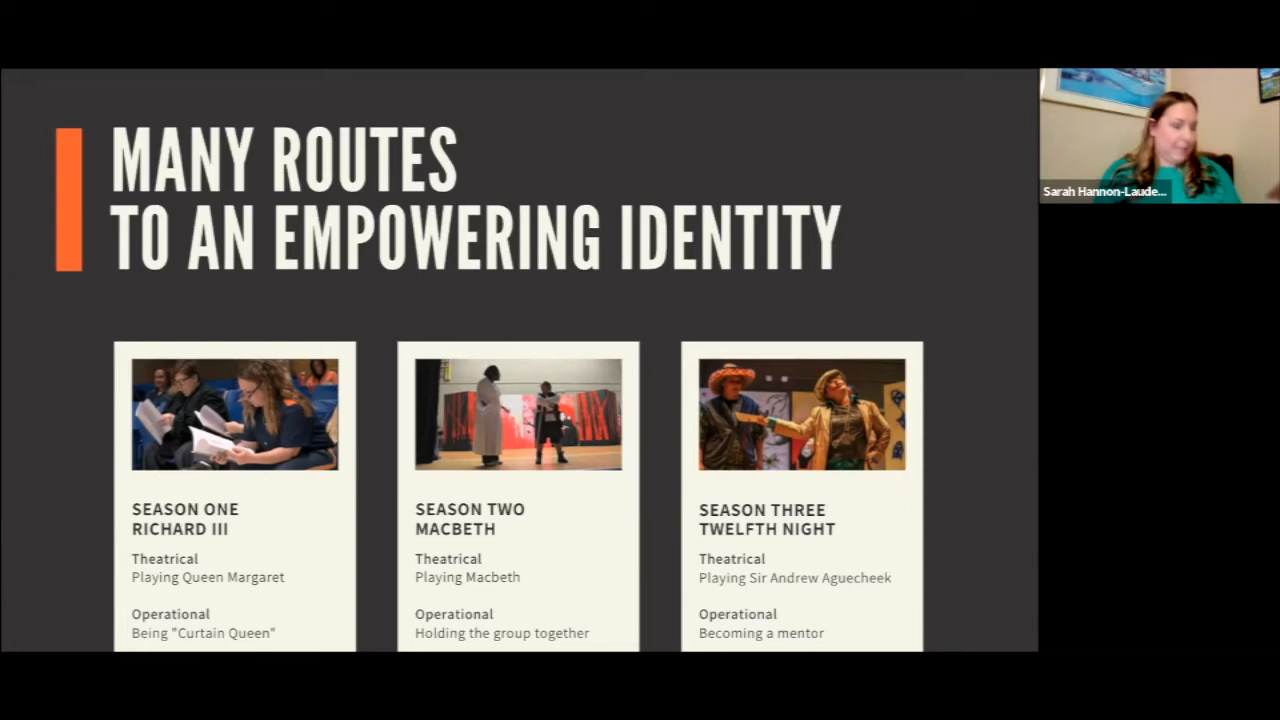 MANY ROUTES
TO AN EMPOWERING IDENTITY
Sarah Hannon-Laude...
SEASON ONE
RICHARD III
Theatrical
Playing Queen Margaret
Operational
Being "Curtain Queen"
SEASON TWO
MACBETH
Theatrical
Playing Macbeth
Operational
Holding the group together
SEASON THREE
TWELFTH NIGHT
Theatrical
Playing Sir Andrew Aguecheek
Operational
Becoming a mentor